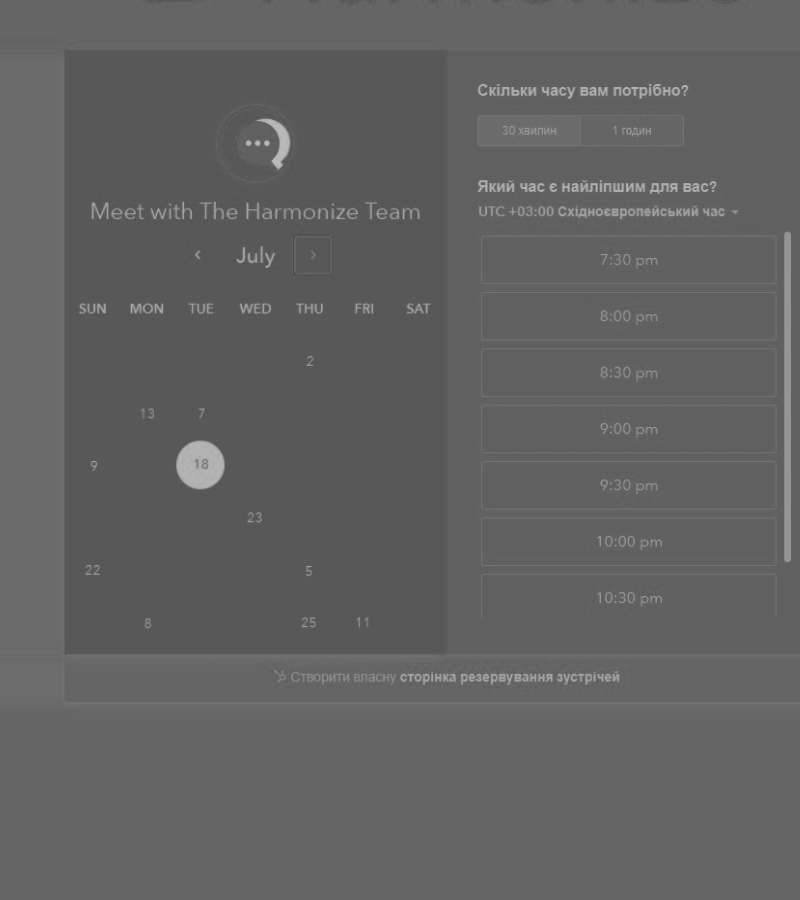 Meet with The Harmonize Team
July
SUN MON TUE WED THU FRI SAT
2
13 7
9 18
23
22 5
8 25 11
Скільки часу вам потрібно?
30 хвилин 1 годин
Який час є найліпшим для вас?
UTC +03:00 Східноєвропейський час
7:30 pm
8:00 pm
8:30 pm
9:00 pm
9:30 pm
10:00 pm
10:30 pm
Створити власну сторінка резервування зустрічей